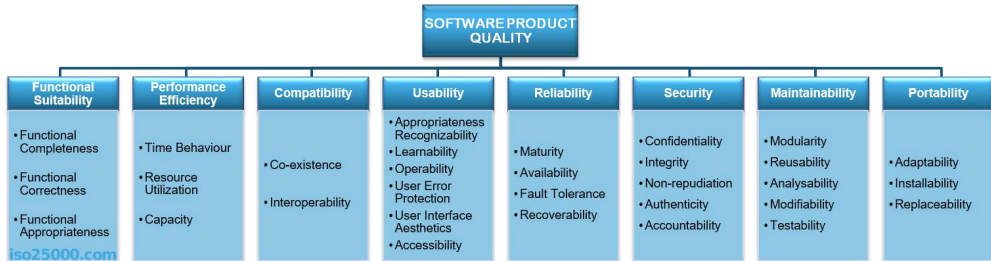 SOFTWARE PRODUCT
QUALITY
Functional
Suitability
• Functional
Completeness
• Functional
Correctness
• Functional
Appropriateness
Performance
Efficiency
• Time Behaviour
• Resource
Utilization
• Capacity
Compatibility
• Co-existence
• Interoperability
Usability
• Appropriateness
Recognizability
• Learnability
• Operability
• User Error
Protection
• User Interface
Aesthetics
• Accessibility
Reliability
• Maturity
• Availability
• Fault Tolerance
• Recoverability
Security
• Confidentiality
• Integrity
• Non-repudiation
• Authenticity
• Accountability
Maintainability
• Modularity
• Reusability
• Analysability
• Modifiability
• Testability
Portability
• Adaptability
• Installability
• Replaceability
iso25000.com